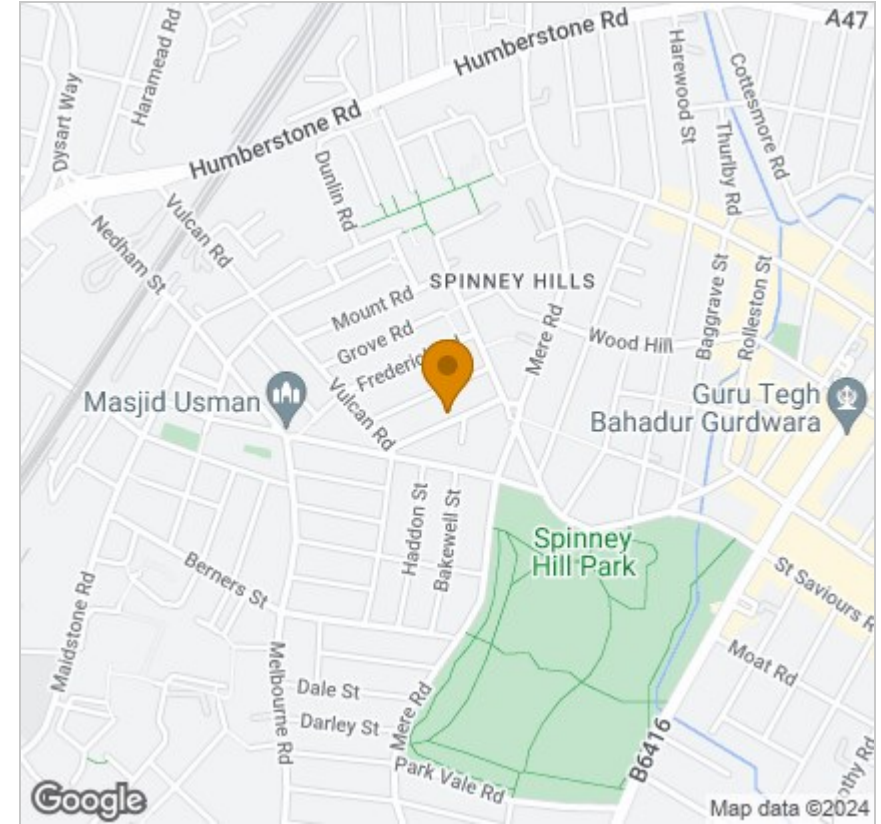 A47
Humberstone Rd
Haramead Rd
Dysart Way
Harewood St
Cottesmore Rd
Humberstone Rd
Thurlby Rd
Dunlin Rd
Vulcan Rd
Nedham St
SPINNEY HILLS
Mount Rd
Baggrave St
Rolleston St
Grove Rd
Mere Rd
Wood Hill
Frederick
Masjid Usman
Vulcan Rd
Guru Tegh
Bahadur Gurdwara
Haddon St
Bakewell St
Spinney
Hill Park
Berners St
St Saviours R
Maidstone Rd
Melbourne Rd
Moat Rd
Dale St
Mere Rd
Darley St
B6416
othy Rd
Park Vale Rd
Google
Map data ©2024